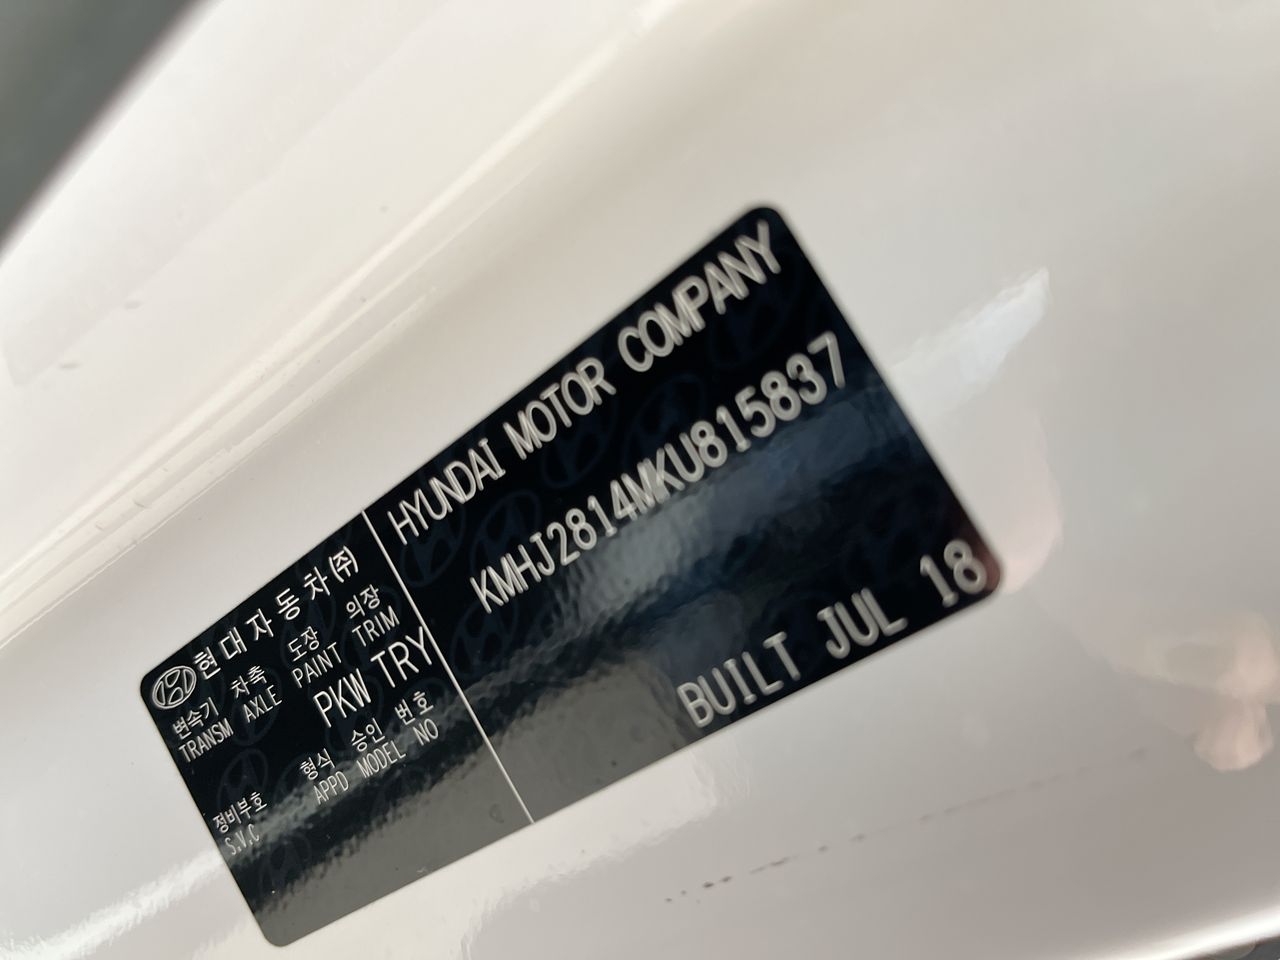 현대자동차(주)
변속기 차축 도장 의장
TRANSM AXLE PAINT TRIM
PKW TRY
형식 승인 번호
APPD MODEL NO
정비부호
S.V.C
HYUNDAI MOTOR COMPANY
KMHJ2814MKU815837
BUILT JUL 18